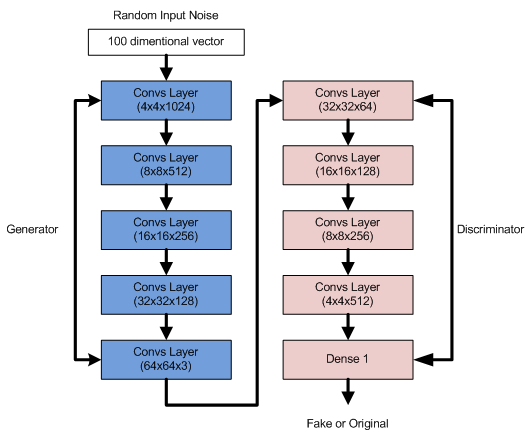 Random Input Noise
100 dimentional vector
Convs Layer
(4x4x1024)
Convs Layer
(8x8x512)
Convs Layer
(16x16x256)
Convs Layer
(32x32x128)
Convs Layer
(64x64x3)
Generator
Convs Layer
(32x32x64)
Convs Layer
(16x16x128)
Convs Layer
(8x8x256)
Convs Layer
(4x4x512)
Dense 1
Discriminator
Fake or Original